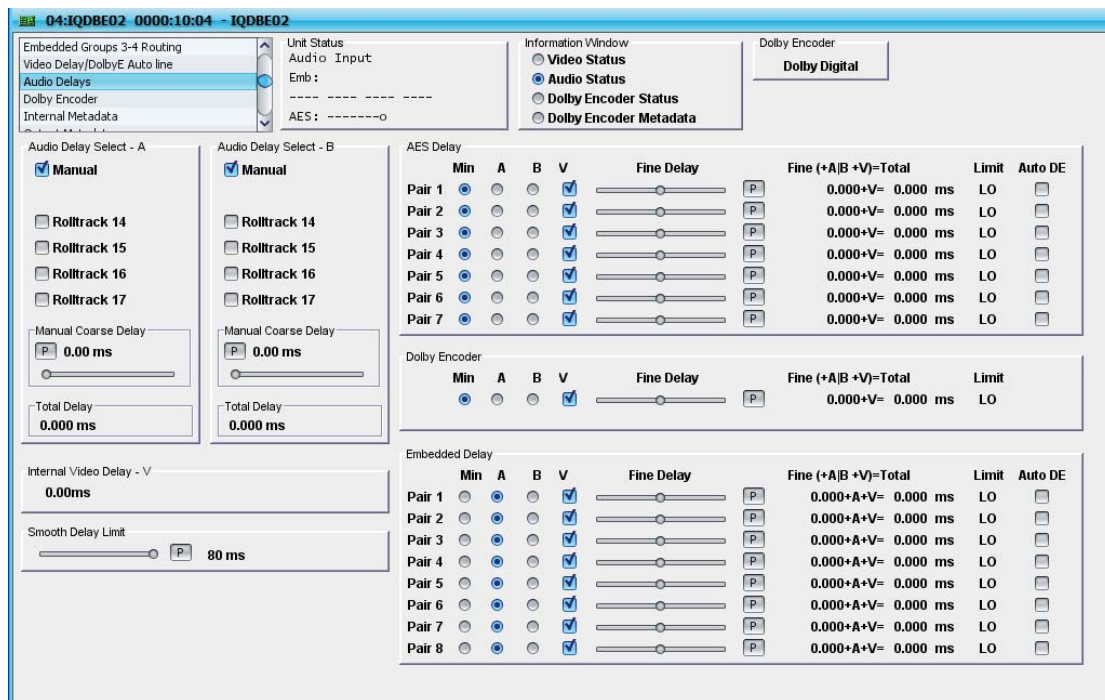 04:IQDBE02 0000:10:04 - IQDBE02
Embedded Groups 3-4 Routing
Video Delay/DolbyE Auto line
Audio Delays
Dolby Encoder
Internal Metadata
Unit Status
Audio Input
Emb:
---- ---- ---- ----
AES: -------o
Information Window
Video Status
Audio Status
Dolby Encoder Status
Dolby Encoder Metadata
Dolby Encoder
Dolby Digital
Audio Delay Select - A
Manual
Rolltrack 14
Rolltrack 15
Rolltrack 16
Rolltrack 17
Manual Coarse Delay
P 0.00 ms
Total Delay
0.000 ms
Audio Delay Select - B
Manual
Rolltrack 14
Rolltrack 15
Rolltrack 16
Rolltrack 17
Manual Coarse Delay
P 0.00 ms
Total Delay
0.000 ms
Internal Video Delay - V
0.00ms
Smooth Delay Limit
P 80 ms
AES Delay
Min A B V Fine Delay Fine (+A|B +V)=Total Limit Auto DE
Pair 1 P 0.000+V= 0.000 ms LO
Pair 2 P 0.000+V= 0.000 ms LO
Pair 3 P 0.000+V= 0.000 ms LO
Pair 4 P 0.000+V= 0.000 ms LO
Pair 5 P 0.000+V= 0.000 ms LO
Pair 6 P 0.000+V= 0.000 ms LO
Pair 7 P 0.000+V= 0.000 ms LO
Dolby Encoder
Min A B V Fine Delay Fine (+A|B +V)=Total Limit
P 0.000+V= 0.000 ms LO
Embedded Delay
Min A B V Fine Delay Fine (+A|B +V)=Total Limit Auto DE
Pair 1 P 0.000+A+V= 0.000 ms LO
Pair 2 P 0.000+A+V= 0.000 ms LO
Pair 3 P 0.000+A+V= 0.000 ms LO
Pair 4 P 0.000+A+V= 0.000 ms LO
Pair 5 P 0.000+A+V= 0.000 ms LO
Pair 6 P 0.000+A+V= 0.000 ms LO
Pair 7 P 0.000+A+V= 0.000 ms LO
Pair 8 P 0.000+A+V= 0.000 ms LO